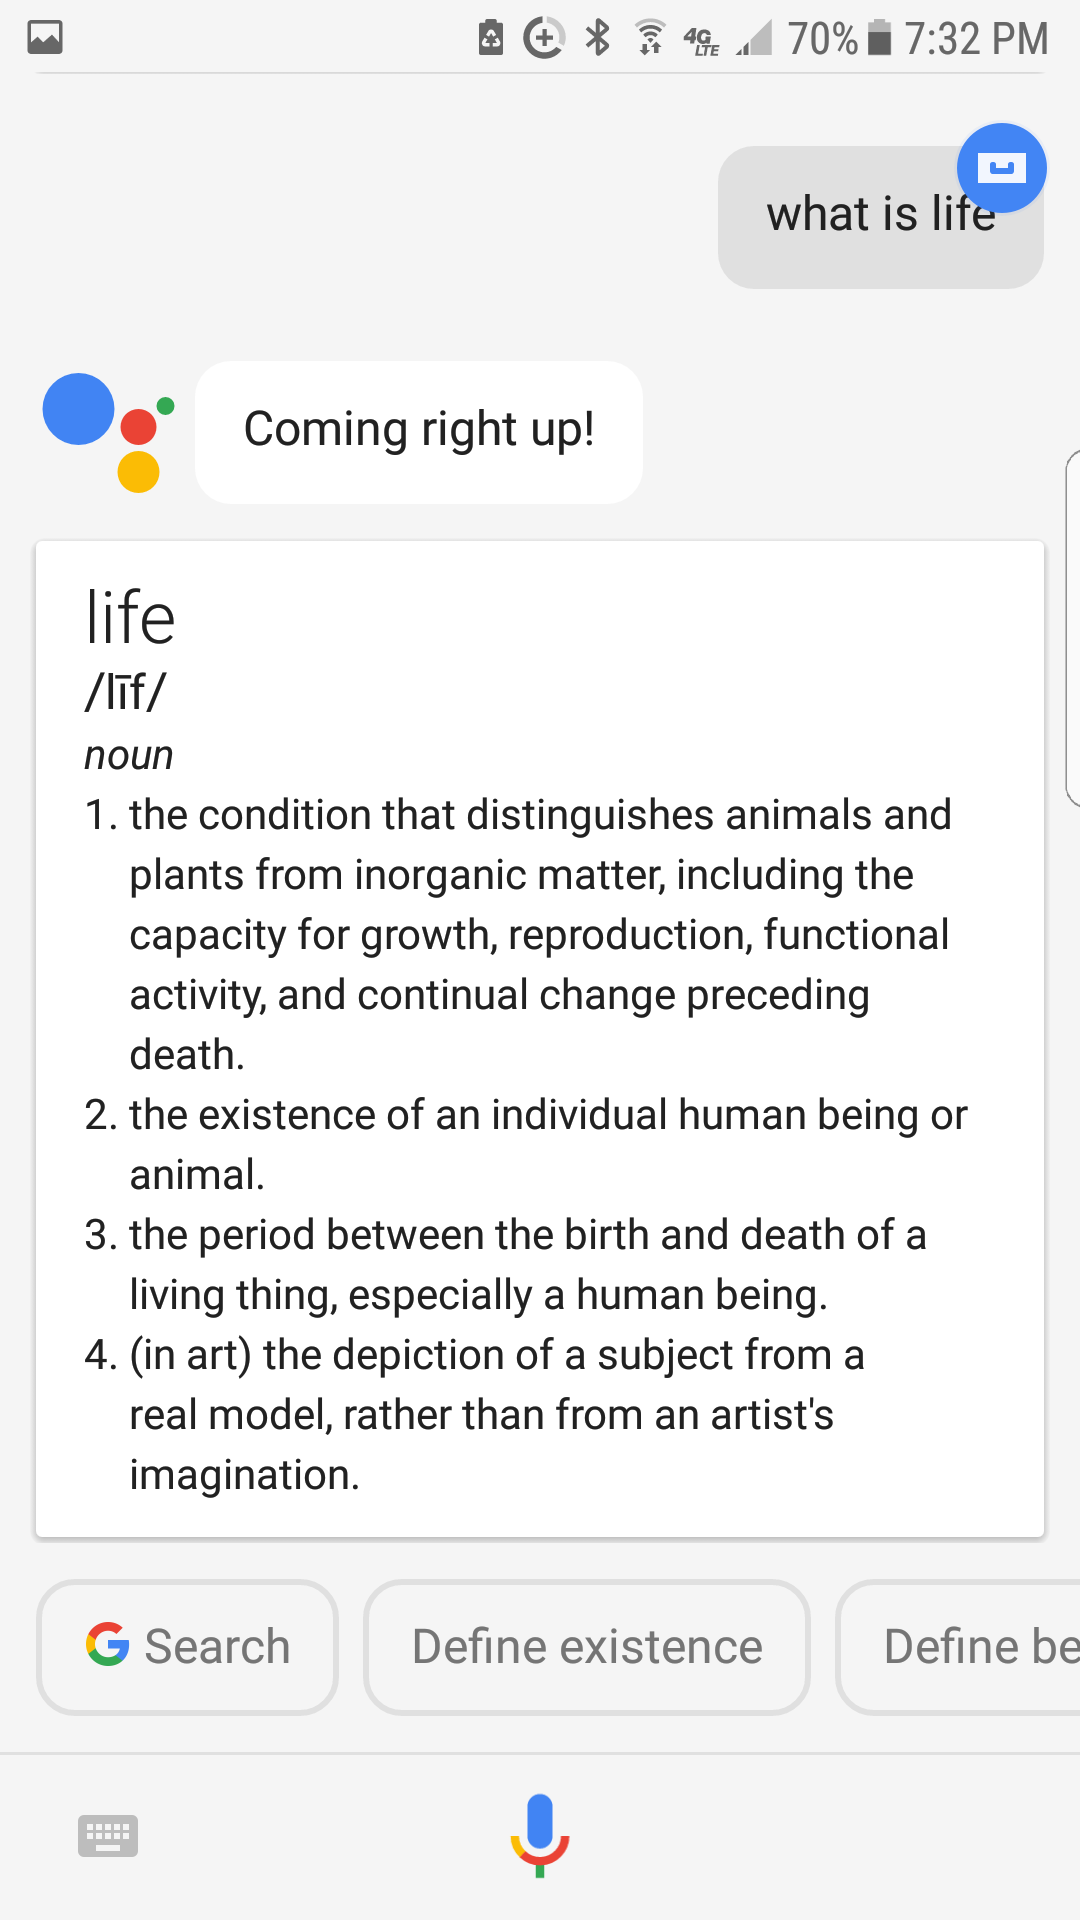 4G LTE 70% 7:32 PM
what is life
Coming right up!
life
/līf/
noun
1. the condition that distinguishes animals and
plants from inorganic matter, including the
capacity for growth, reproduction, functional
activity, and continual change preceding
death.
2. the existence of an individual human being or
animal.
3. the period between the birth and death of a
living thing, especially a human being.
4. (in art) the depiction of a subject from a
real model, rather than from an artist's
imagination.
G Search Define existence Define be